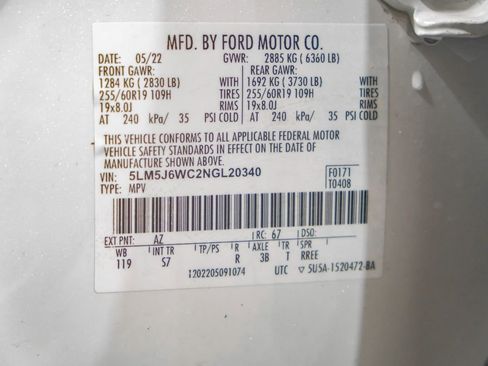 MFD. BY FORD MOTOR CO.
DATE: 05/22 GVWR: 2885 KG ( 6360 LB)
FRONT GAWR: REAR GAWR:
1284 KG ( 2830 LB) WITH 1692 KG ( 3730 LB) WITH
255/60R19 109H TIRES 255/60R19 109H TIRES
19x8.0J RIMS 19x8.0J RIMS
AT 240 kPa/ 35 PSI COLD AT 240 kPa/ 35 PSI COLD
THIS VEHICLE CONFORMS TO ALL APPLICABLE FEDERAL MOTOR
VEHICLE SAFETY STANDARDS IN EFFECT ON THE DATE OF
MANUFACTURE SHOWN ABOVE.
VIN: 5LM5J6WC2NGL20340 F0171
TYPE: MPV T0408
EXT PNT: AZ RC: 67 DSO:
WB INT TR TP/PS R AXLE TR SPR
119 S7 R 3B T RREE
1202205091074 UTC ▽ 5U5A-1520472-BA